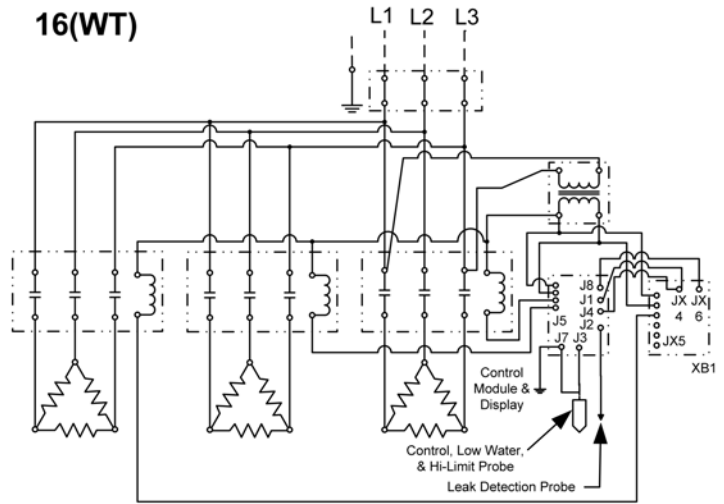 16(WT)
L1 L2 L3
J8
J1
J4
J2
J5
J7 J3
JX JX
4 6
JX5
XB1
Control
Module &
Display
Control, Low Water,
& Hi-Limit Probe
Leak Detection Probe